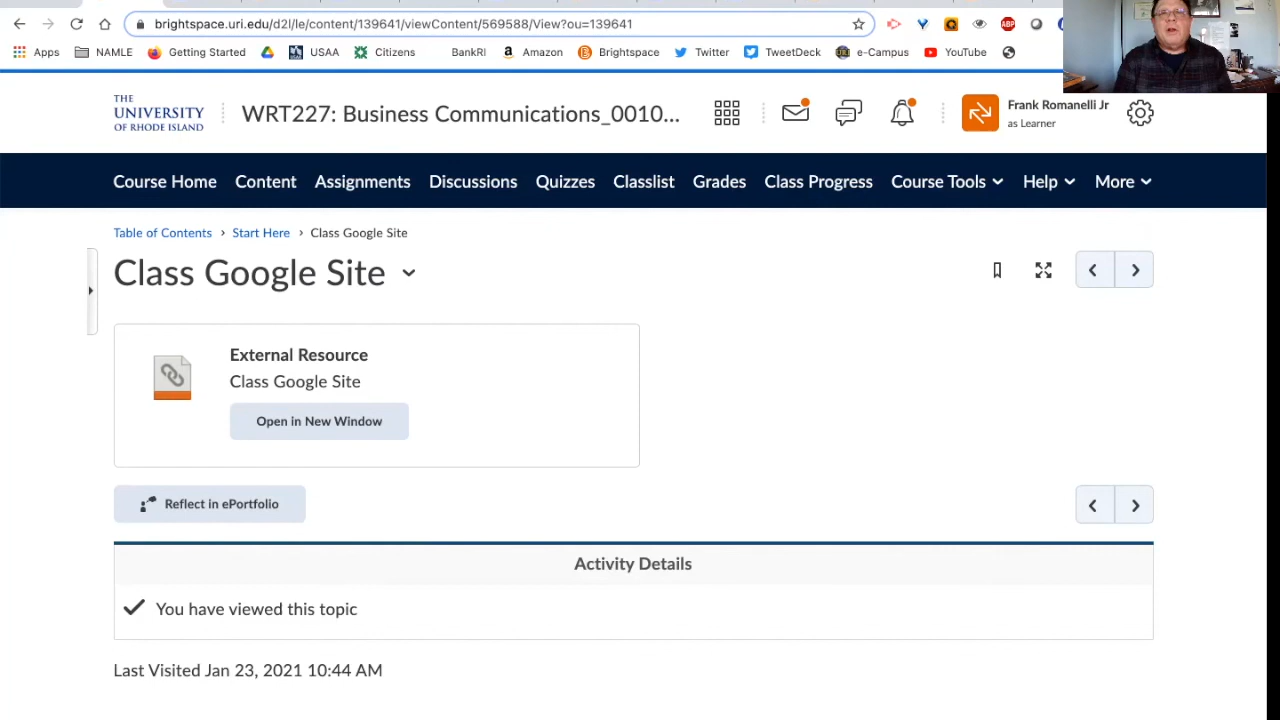 brightspace.uri.edu/d2l/le/content/139641/viewContent/569588/View?ou=139641
ABP
Apps NAMLE Getting Started USAA Citizens BankRI Amazon Brightspace Twitter TweetDeck e-Campus YouTube
THE
UNIVERSITY
OF RHODE ISLAND
WRT227: Business Communications_0010...
Frank Romanelli Jr
as Learner
Course Home Content Assignments Discussions Quizzes Classlist Grades Class Progress Course Tools Help More
Table of Contents › Start Here › Class Google Site
Class Google Site
External Resource
Class Google Site
Open in New Window
Reflect in ePortfolio
Activity Details
You have viewed this topic
Last Visited Jan 23, 2021 10:44 AM